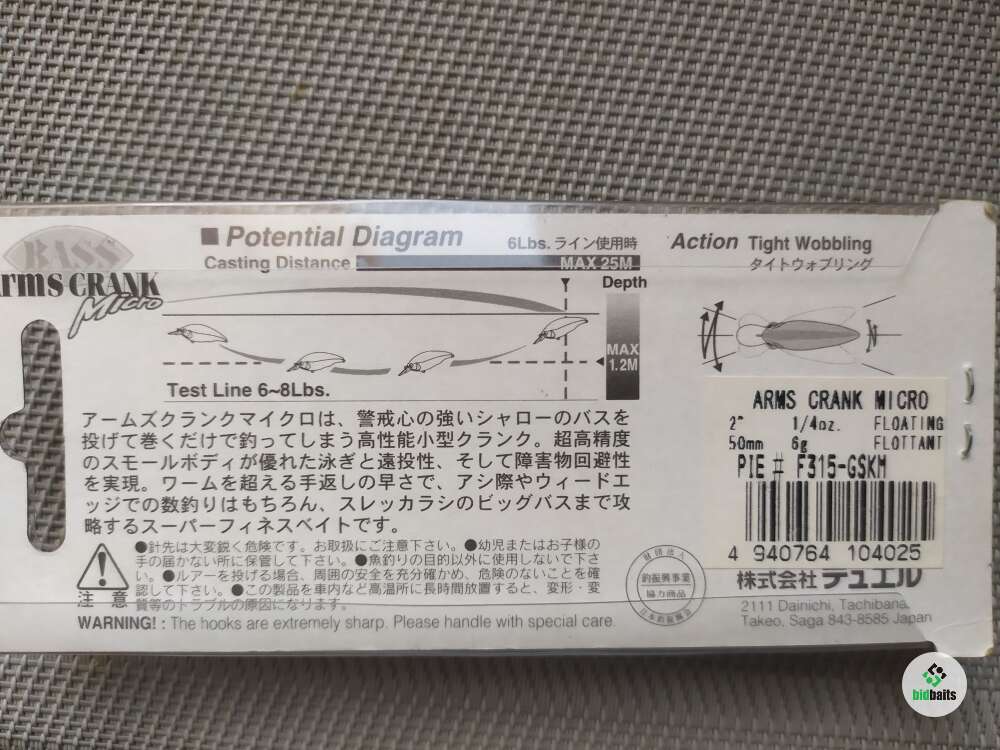 BASS
Arms CRANK
Micro
■Potential Diagram
6Lbs. ライン使用時
Casting Distance
MAX 25M
Depth
MAX
1.2M
Test Line 6~8Lbs.
Action Tight Wobbling
タイトウォブリング
アームズクランクマイクロは、警戒心の強いシャローのバスを
投げて巻くだけで釣ってしまう高性能小型クランク。超高精度
のスモールボディが優れた泳ぎと遠投性、そして障害物回避性
を実現。ワームを超える手返しの早さで、アシ際やウィードエ
ッジでの数釣りはもちろん、スレッカラシのビッグバスまで攻
略するスーパーフィネスベイトです。
注 意
●針先は大変鋭く危険です。お取扱にご注意下さい。●幼児またはお子様の
手の届かない所に保管して下さい。●魚釣りの目的以外に使用しないで下さ
い。●ルアーを投げる場合、周囲の安全を充分確かめ、危険のないことを確
認して下さい。●この製品を車内など高温所に長時間放置すると、変形・変
質等のトラブルの原因になります。
WARNING! : The hooks are extremely sharp. Please handle with special care.
財団法人
釣振興事業
協力商品
日本釣振興会
ARMS CRANK MICRO
2" 1/4oz. FLOATING
50mm 6g FLOTTANT
PIE # F315-GSKM
4 940764 104025
株式会社デュエル
2111 Dainichi, Tachibana,
Takeo, Saga 843-8585 Japan
bidbaits